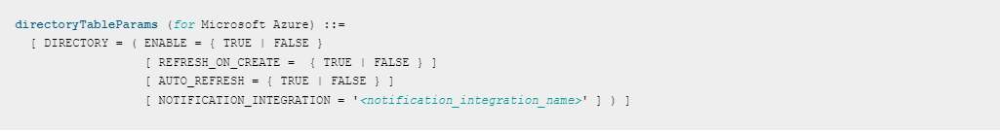 directoryTableParams (for Microsoft Azure) ::=
[ DIRECTORY = ( ENABLE = { TRUE | FALSE }
[ REFRESH_ON_CREATE =  { TRUE | FALSE } ]
[ AUTO_REFRESH = { TRUE | FALSE } ]
[ NOTIFICATION_INTEGRATION = '<notification_integration_name>' ] ) ]